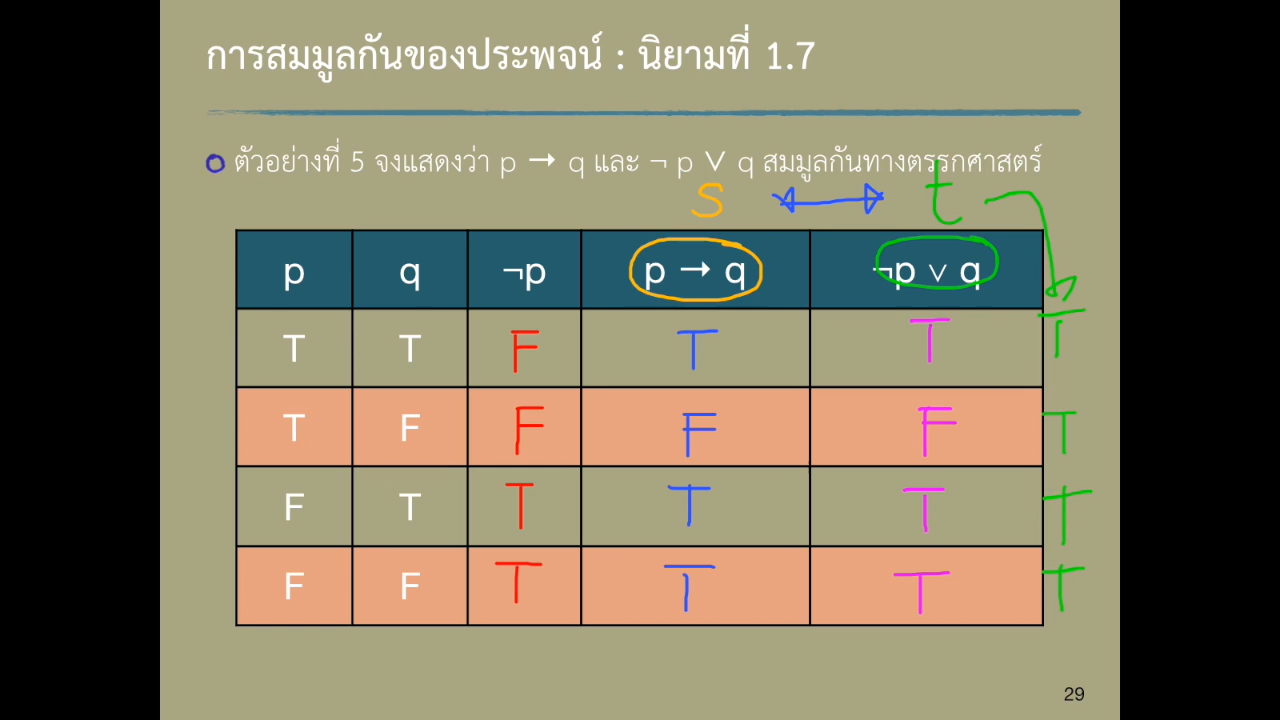 การสมมูลกันของประพจน์ : นิยามที่ 1.7
ตัวอย่างที่ 5 จงแสดงว่า p → q และ ¬ p ∨ q สมมูลกันทางตรรกศาสตร์
S ↔ t
p q ¬p p → q ¬p ∨ q
T T F T T T
T F F F F T
F T T T T T
F F T T T T
29